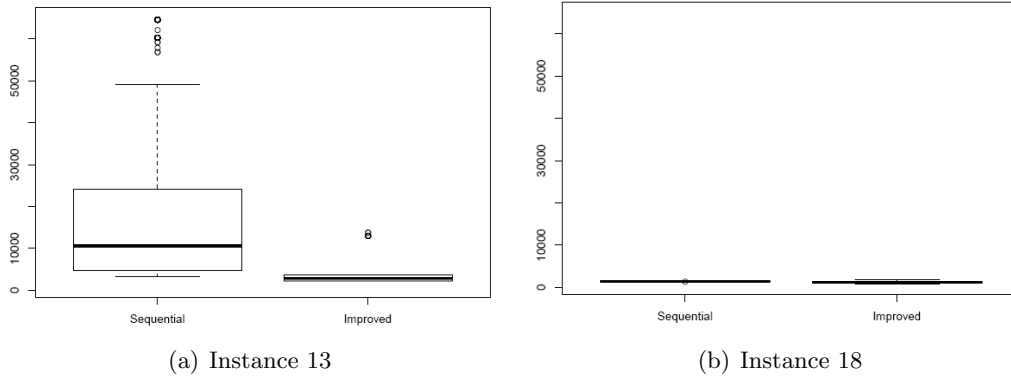 50000
30000
10000
0
Sequential
Improved
(a) Instance 13
50000
30000
10000
0
Sequential
Improved
(b) Instance 18